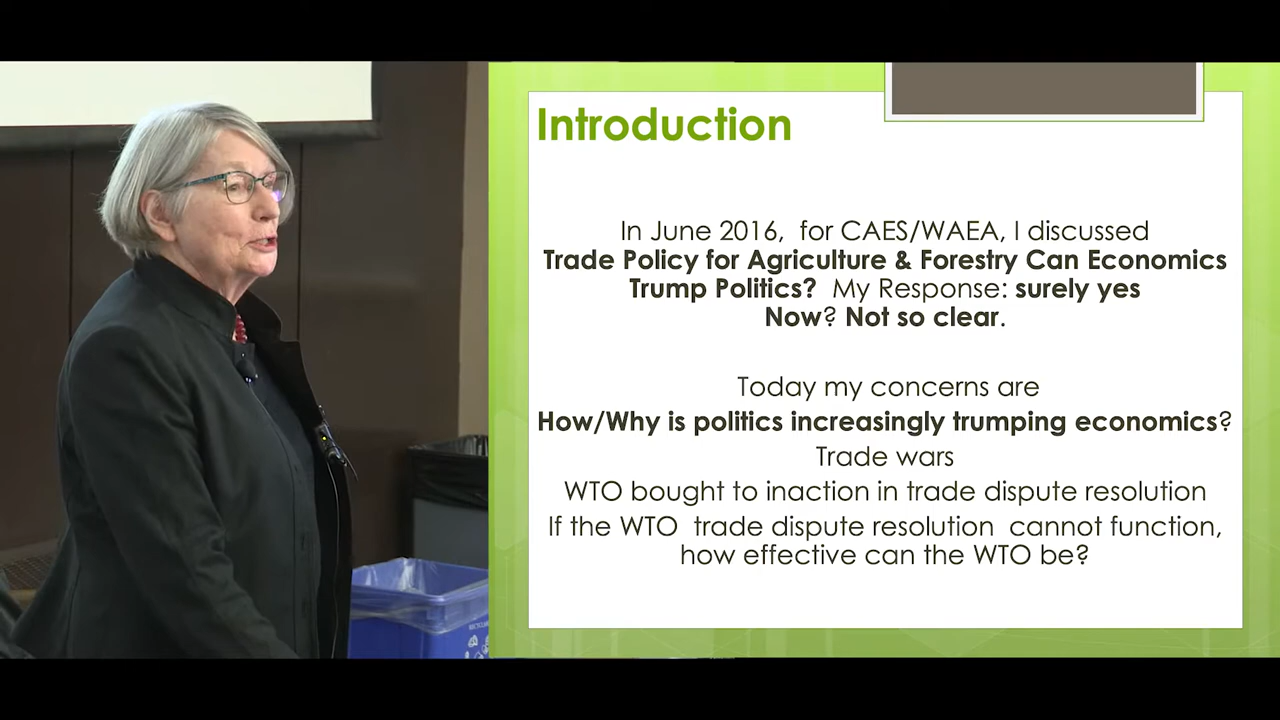 Introduction
In June 2016,  for CAES/WAEA, I discussed
Trade Policy for Agriculture & Forestry Can Economics
Trump Politics?  My Response: surely yes
Now? Not so clear.
Today my concerns are
How/Why is politics increasingly trumping economics?
Trade wars
WTO bought to inaction in trade dispute resolution
If the WTO  trade dispute resolution  cannot function,
how effective can the WTO be?